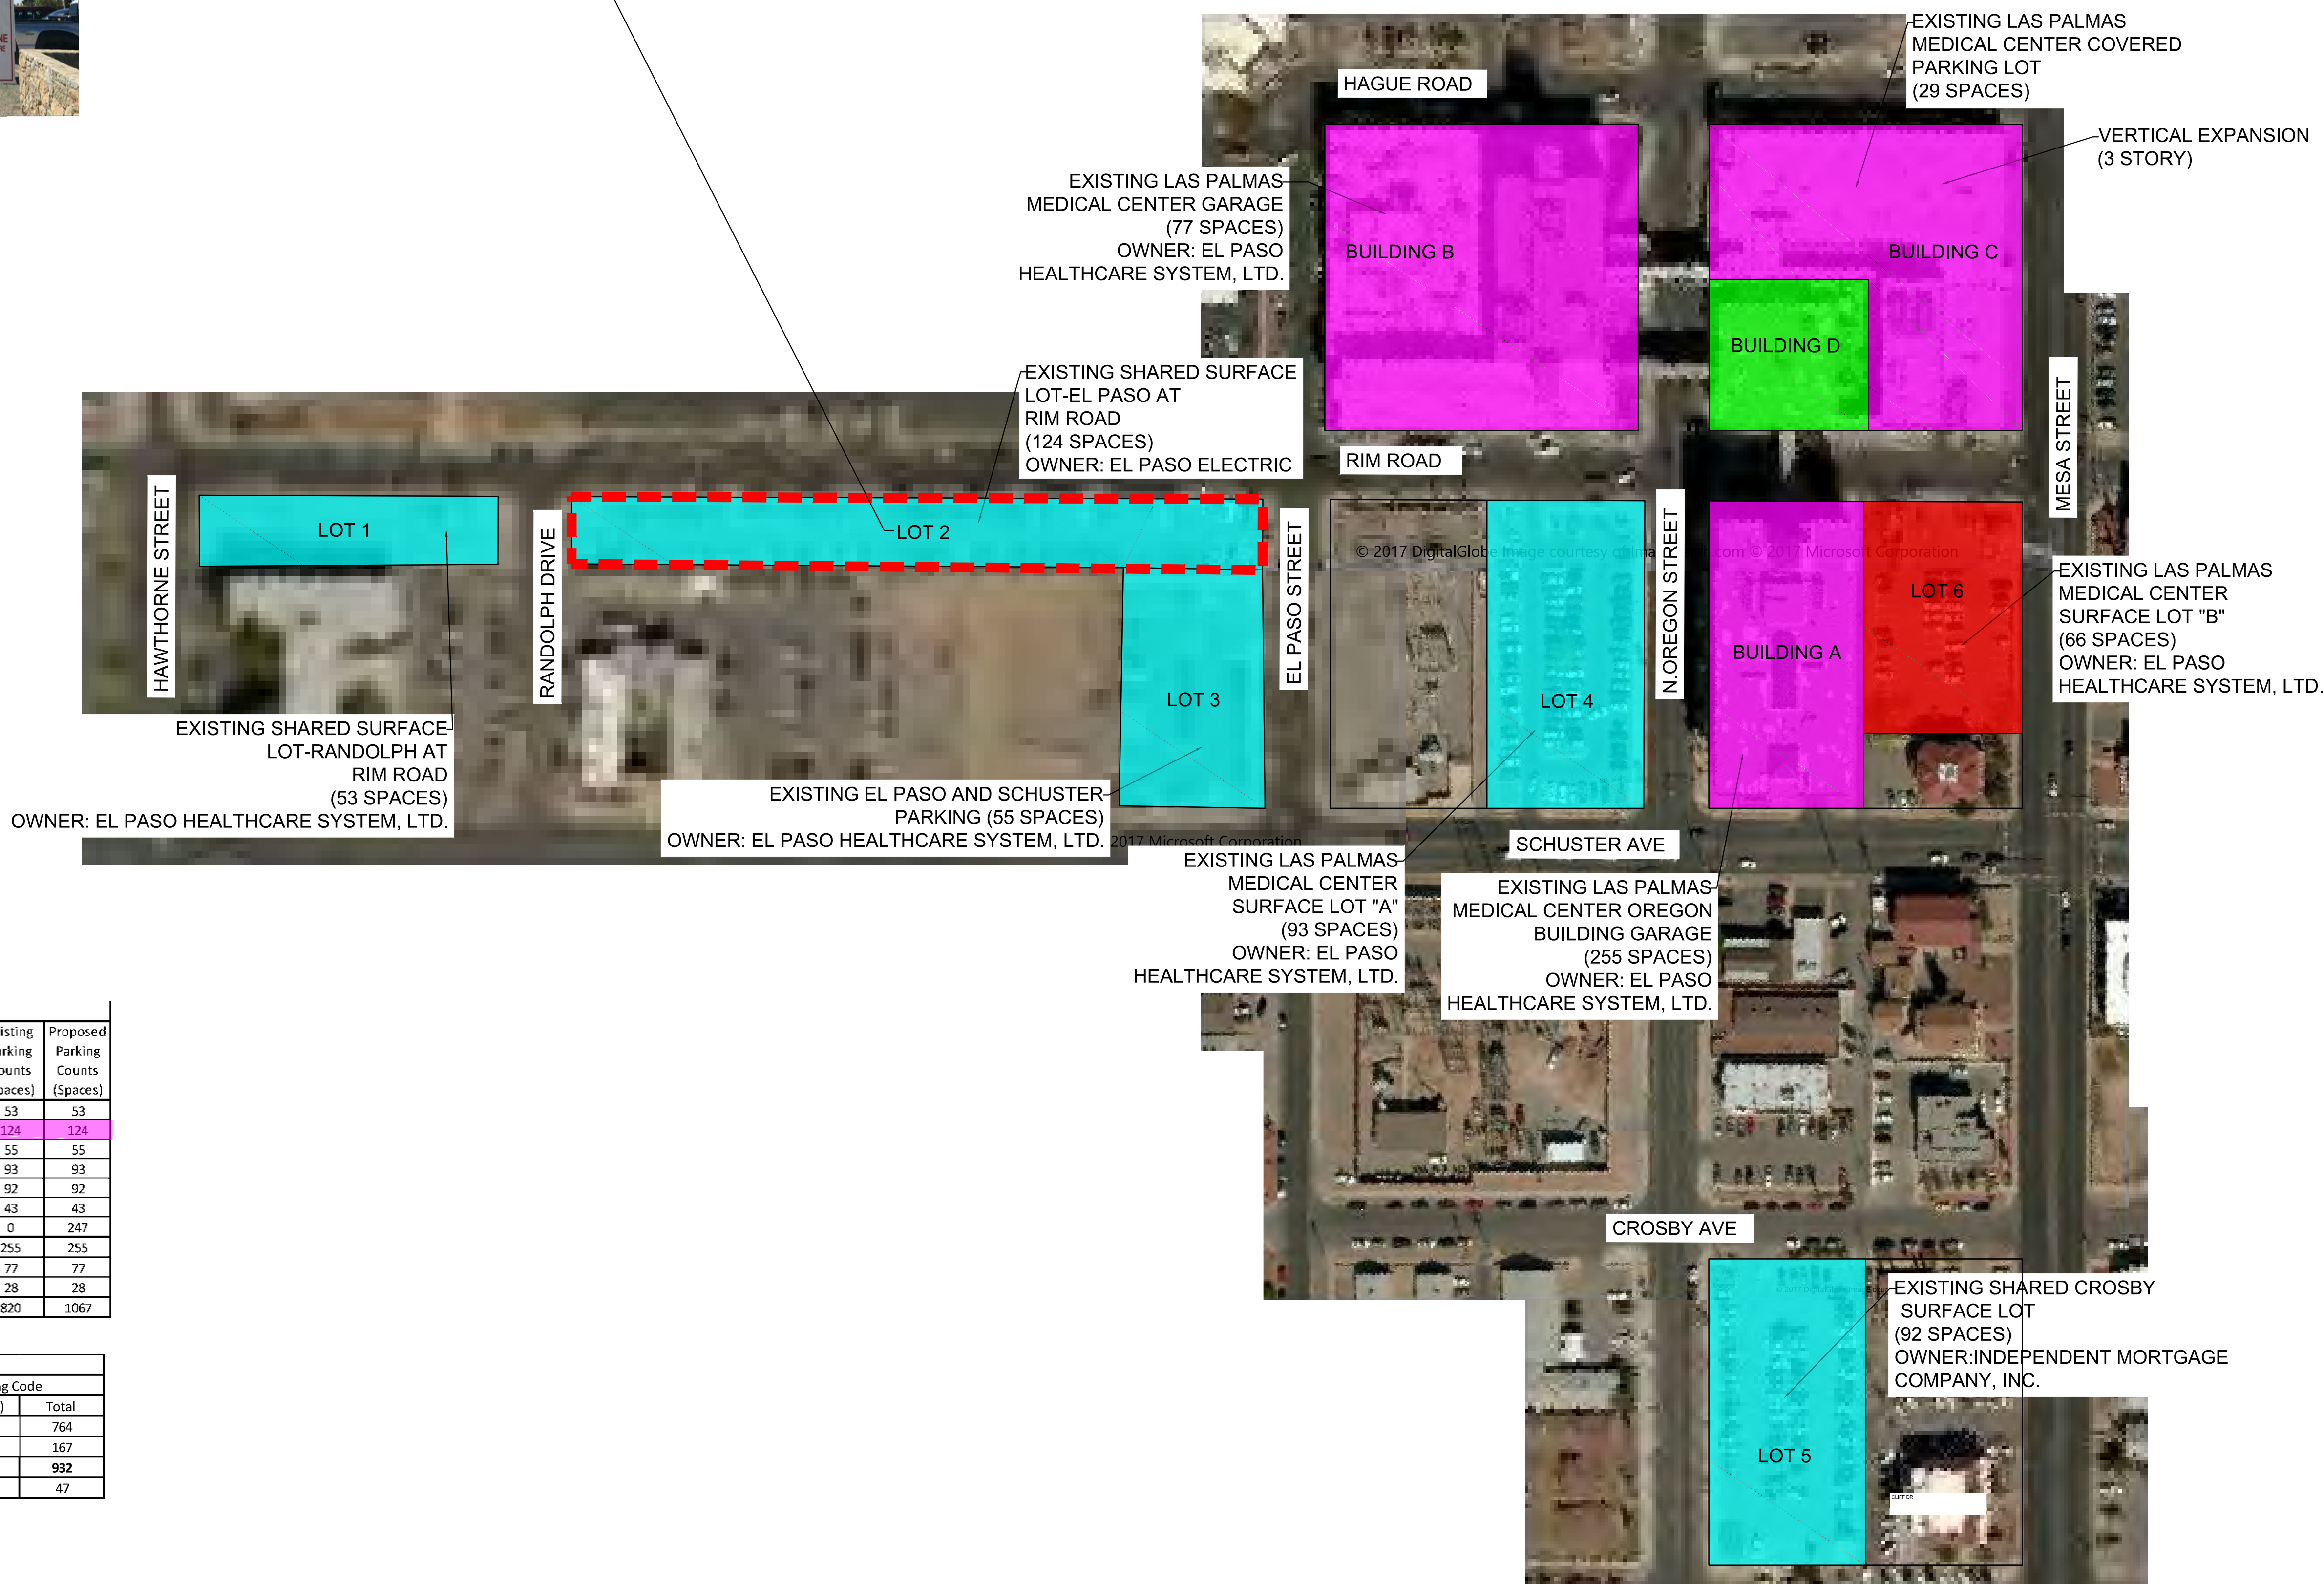 EXISTING LAS PALMAS
MEDICAL CENTER COVERED
PARKING LOT
(29 SPACES)
HAGUE ROAD
VERTICAL EXPANSION
(3 STORY)
EXISTING LAS PALMAS
MEDICAL CENTER GARAGE
(77 SPACES)
OWNER: EL PASO
HEALTHCARE SYSTEM, LTD.
BUILDING B
BUILDING C
BUILDING D
EXISTING SHARED SURFACE
LOT-EL PASO AT
RIM ROAD
(124 SPACES)
OWNER: EL PASO ELECTRIC
RIM ROAD
MESA STREET
HAWTHORNE STREET
LOT 1
RANDOLPH DRIVE
LOT 2
EL PASO STREET
N.OREGON STREET
© 2017 DigitalGlobe Image courtesy of
.com © 2017 Microsoft Corporation
LOT 3
LOT 4
BUILDING A
LOT 6
EXISTING LAS PALMAS
MEDICAL CENTER
SURFACE LOT "B"
(66 SPACES)
OWNER: EL PASO
HEALTHCARE SYSTEM, LTD.
EXISTING SHARED SURFACE
LOT-RANDOLPH AT
RIM ROAD
(53 SPACES)
OWNER: EL PASO HEALTHCARE SYSTEM, LTD.
EXISTING EL PASO AND SCHUSTER
PARKING (55 SPACES)
OWNER: EL PASO HEALTHCARE SYSTEM, LTD.
2017 Microsoft Corporation
SCHUSTER AVE
EXISTING LAS PALMAS
MEDICAL CENTER
SURFACE LOT "A"
(93 SPACES)
OWNER: EL PASO
HEALTHCARE SYSTEM, LTD.
EXISTING LAS PALMAS
MEDICAL CENTER OREGON
BUILDING GARAGE
(255 SPACES)
OWNER: EL PASO
HEALTHCARE SYSTEM, LTD.
CROSBY AVE
EXISTING SHARED CROSBY
SURFACE LOT
(92 SPACES)
OWNER:INDEPENDENT MORTGAGE
COMPANY, INC.
LOT 5
CLIFF DR.
isting Proposed
rking Parking
ounts Counts
paces) (Spaces)
53 53
124 124
55 55
93 93
92 92
43 43
0 247
255 255
77 77
28 28
820 1067
g Code
) Total
764
167
932
47